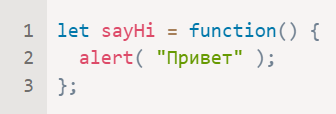 1 let sayHi = function() {
2   alert( "Привет" );
3 };